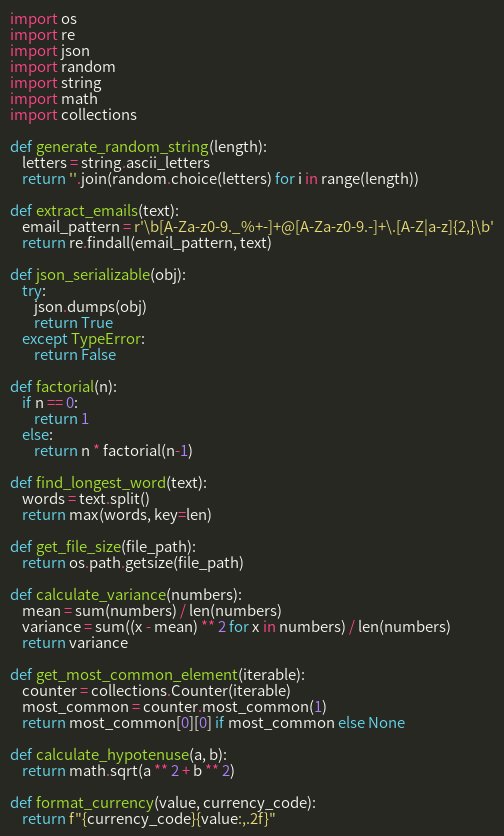 import os
import re
import json
import random
import string
import math
import collections

def generate_random_string(length):
    letters = string.ascii_letters
    return ''.join(random.choice(letters) for i in range(length))

def extract_emails(text):
    email_pattern = r'\b[A-Za-z0-9._%+-]+@[A-Za-z0-9.-]+\.[A-Z|a-z]{2,}\b'
    return re.findall(email_pattern, text)

def json_serializable(obj):
    try:
        json.dumps(obj)
        return True
    except TypeError:
        return False

def factorial(n):
    if n == 0:
        return 1
    else:
        return n * factorial(n-1)

def find_longest_word(text):
    words = text.split()
    return max(words, key=len)

def get_file_size(file_path):
    return os.path.getsize(file_path)

def calculate_variance(numbers):
    mean = sum(numbers) / len(numbers)
    variance = sum((x - mean) ** 2 for x in numbers) / len(numbers)
    return variance

def get_most_common_element(iterable):
    counter = collections.Counter(iterable)
    most_common = counter.most_common(1)
    return most_common[0][0] if most_common else None

def calculate_hypotenuse(a, b):
    return math.sqrt(a ** 2 + b ** 2)

def format_currency(value, currency_code):
    return f"{currency_code}{value:,.2f}"